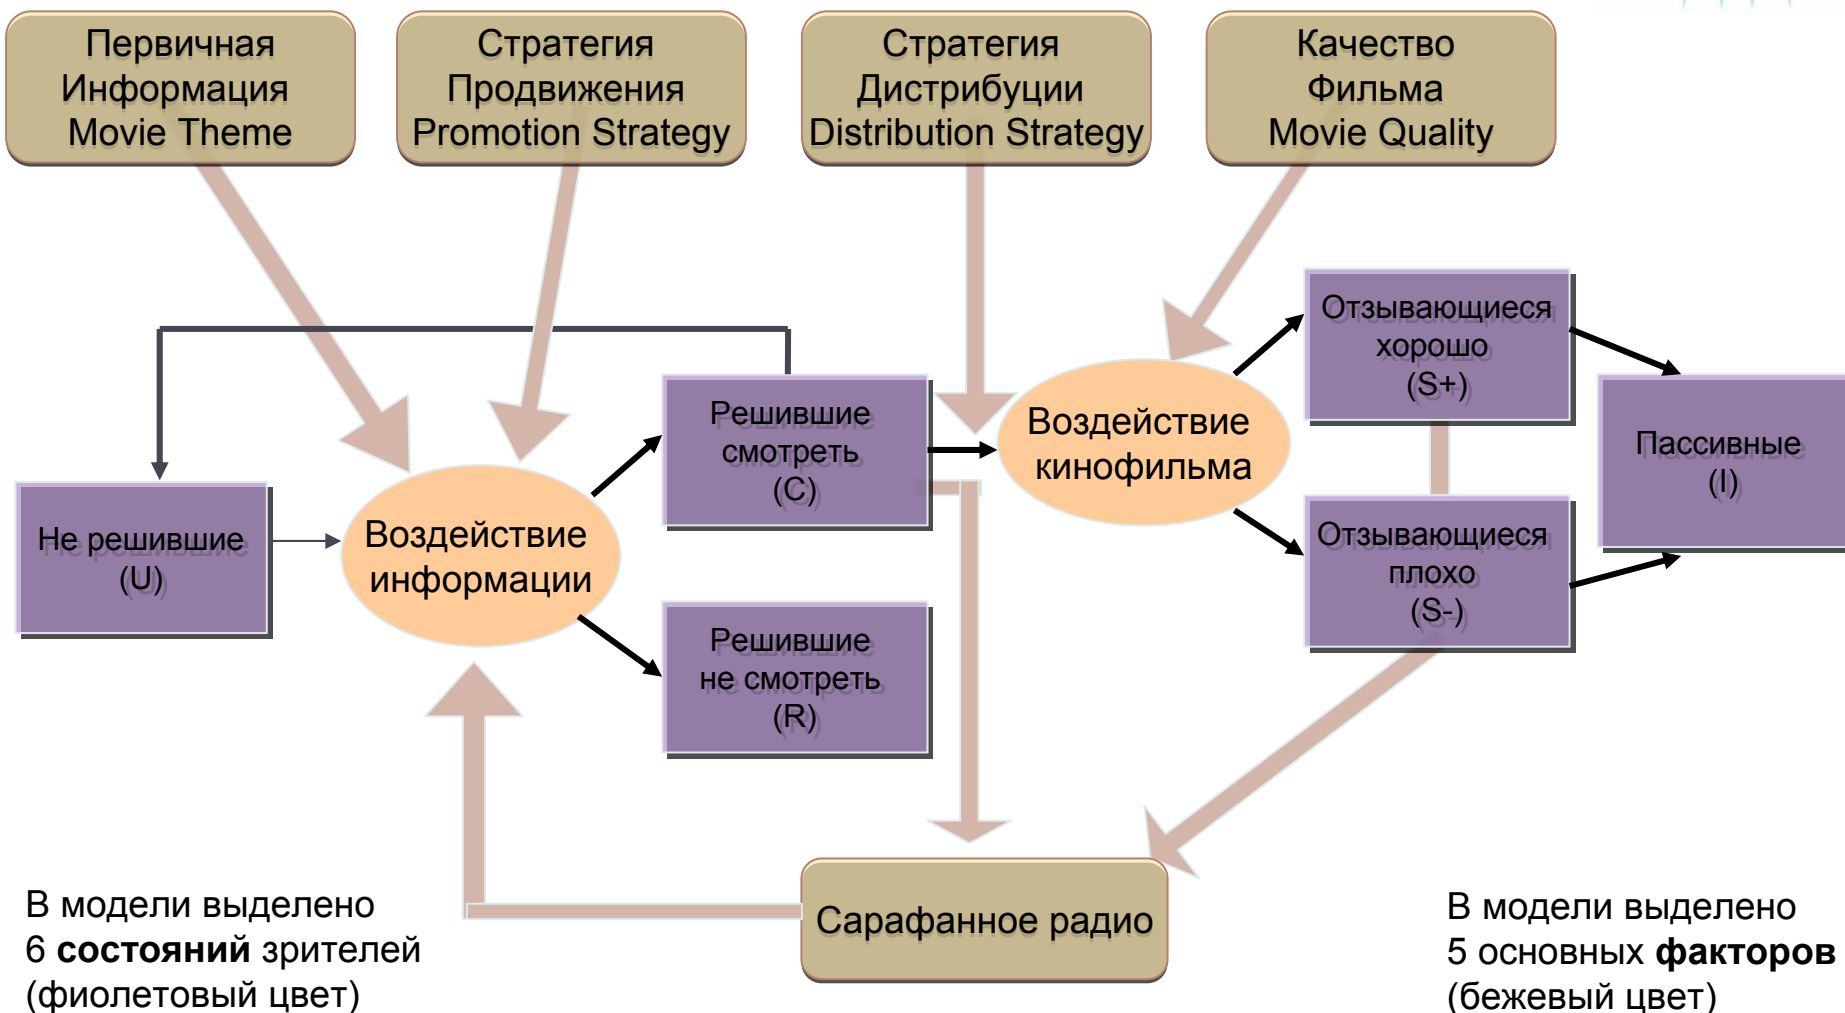 Первичная
Информация
Movie Theme
Стратегия
Продвижения
Promotion Strategy
Стратегия
Дистрибуции
Distribution Strategy
Качество
Фильма
Movie Quality
Не решившие
(U)
Воздействие
информации
Решившие
смотреть
(C)
Решившие
не смотреть
(R)
Воздействие
кинофильма
Отзывающиеся
хорошо
(S+)
Отзывающиеся
плохо
(S-)
Пассивные
(I)
Сарафанное радио
В модели выделено
6 состояний зрителей
(фиолетовый цвет)
В модели выделено
5 основных факторов
(бежевый цвет)